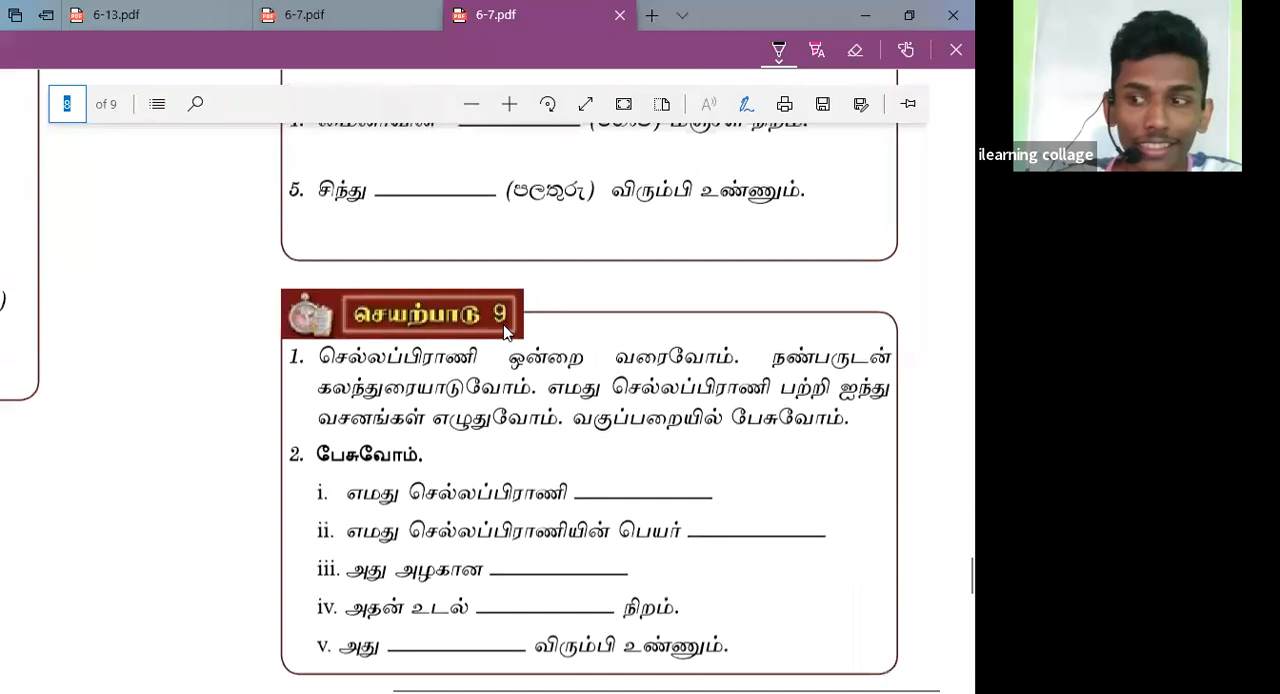 6-13.pdf
6-7.pdf
6-7.pdf
8 of 9
ilearning collage
5. சிந்து ____________ (පලතුරු) விரும்பி உண்ணும்.
செயற்பாடு 9
1. செல்லப்பிராணி ஒன்றை வரைவோம். நண்பருடன்
கலந்துரையாடுவோம். எமது செல்லப்பிராணி பற்றி ஐந்து
வசனங்கள் எழுதுவோம். வகுப்பறையில் பேசுவோம்.
2. பேசுவோம்.
i. எமது செல்லப்பிராணி ____________
ii. எமது செல்லப்பிராணியின் பெயர் ____________
iii. அது அழகான ____________
iv. அதன் உடல் ____________ நிறம்.
v. அது ____________ விரும்பி உண்ணும்.